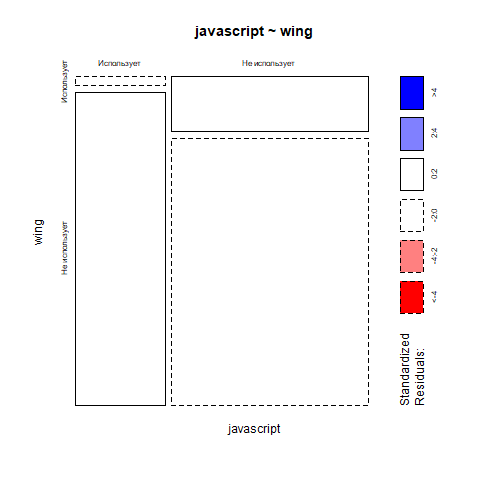 javascript ~ wing
Использует
Не использует
Использует
Не использует
wing
javascript
>4
2:4
0:2
-2:0
-4:-2
<-4
Standardized
Residuals: